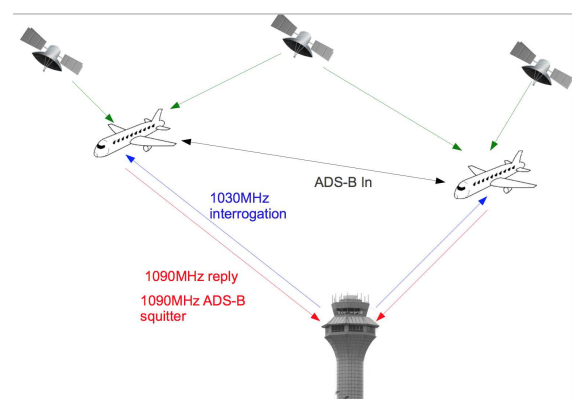 ADS-B In
1030MHz
interrogation
1090MHz reply
1090MHz ADS-B
squitter